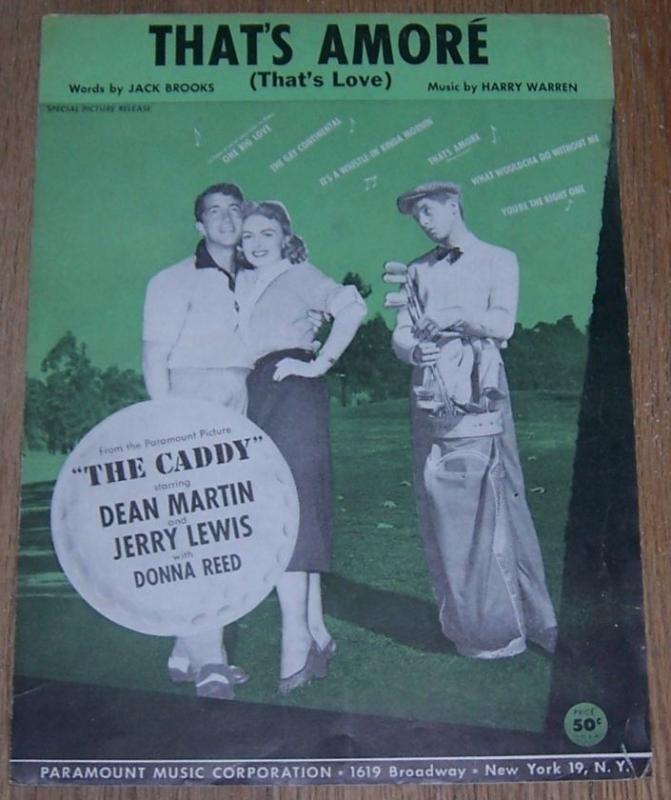 THAT'S AMORÉ
(That's Love)
Words by JACK BROOKS
Music by HARRY WARREN
SPECIAL PICTURE RELEASE
ONE BIG LOVE
THE GAY CONTINENTAL
IT'S A WHISTLE-IN KINDA MORNIN'
THAT'S AMORE
WHAT WOULDCHA DO WITHOUT ME
YOU'RE THE RIGHT ONE
From the Paramount Picture
"THE CADDY"
starring
DEAN MARTIN
and
JERRY LEWIS
with
DONNA REED
PRICE
50¢
PARAMOUNT MUSIC CORPORATION • 1619 Broadway • New York 19, N. Y.